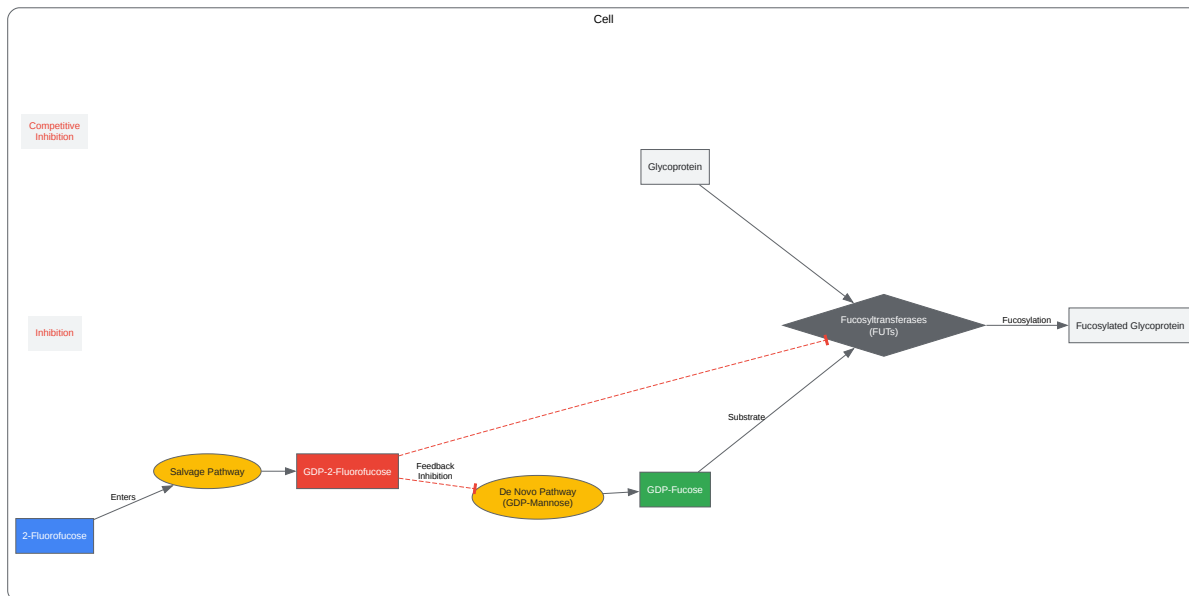 Cell
Competitive
Inhibition
Glycoprotein
Inhibition
Fucosyltransferases
(FUTs)
Fucosylation
Fucosylated Glycoprotein
Substrate
Salvage Pathway
GDP-2-Fluorofucose
Feedback
Inhibition
De Novo Pathway
(GDP-Mannose)
GDP-Fucose
Enters
2-Fluorofucose